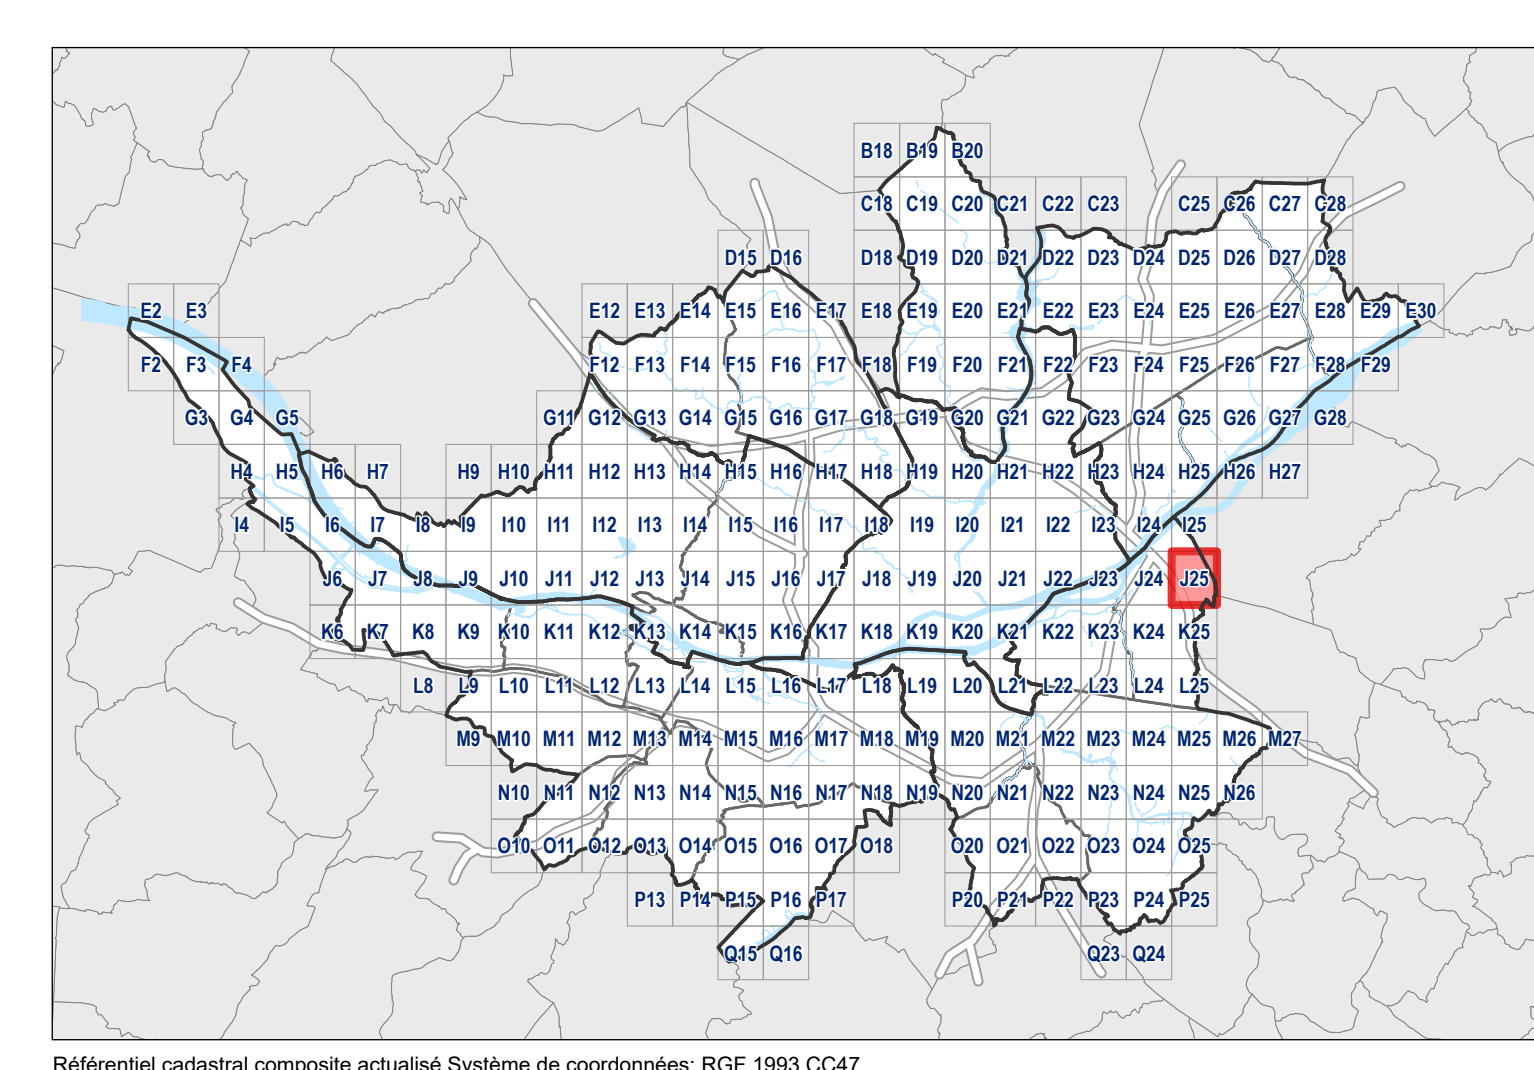 B18 B19 B20
C18 C19 C20 C21 C22 C23 C25 C26 C27 C28
D15 D16 D18 D19 D20 D21 D22 D23 D24 D25 D26 D27 D28
E2 E3 E12 E13 E14 E15 E16 E17 E18 E19 E20 E21 E22 E23 E24 E25 E26 E27 E28 E29 E30
F2 F3 F4 F12 F13 F14 F15 F16 F17 F18 F19 F20 F21 F22 F23 F24 F25 F26 F27 F28 F29
G3 G4 G5 G11 G12 G13 G14 G15 G16 G17 G18 G19 G20 G21 G22 G23 G24 G25 G26 G27 G28
H4 H5 H6 H7 H9 H10 H11 H12 H13 H14 H15 H16 H17 H18 H19 H20 H21 H22 H23 H24 H25 H26 H27
I4 I5 I6 I7 I8 I9 I10 I11 I12 I13 I14 I15 I16 I17 I18 I19 I20 I21 I22 I23 I24 I25
J6 J7 J8 J9 J10 J11 J12 J13 J14 J15 J16 J17 J18 J19 J20 J21 J22 J23 J24 J25
K6 K7 K8 K9 K10 K11 K12 K13 K14 K15 K16 K17 K18 K19 K20 K21 K22 K23 K24 K25
L8 L9 L10 L11 L12 L13 L14 L15 L16 L17 L18 L19 L20 L21 L22 L23 L24 L25
M9 M10 M11 M12 M13 M14 M15 M16 M17 M18 M19 M20 M21 M22 M23 M24 M25 M26 M27
N10 N11 N12 N13 N14 N15 N16 N17 N18 N19 N20 N21 N22 N23 N24 N25 N26
O10 O11 O12 O13 O14 O15 O16 O17 O18 O20 O21 O22 O23 O24 O25
P13 P14 P15 P16 P17 P20 P21 P22 P23 P24 P25
Q15 Q16 Q23 Q24
Référentiel cadastral composite actualisé Système de coordonnées: RGF 1993 CC47